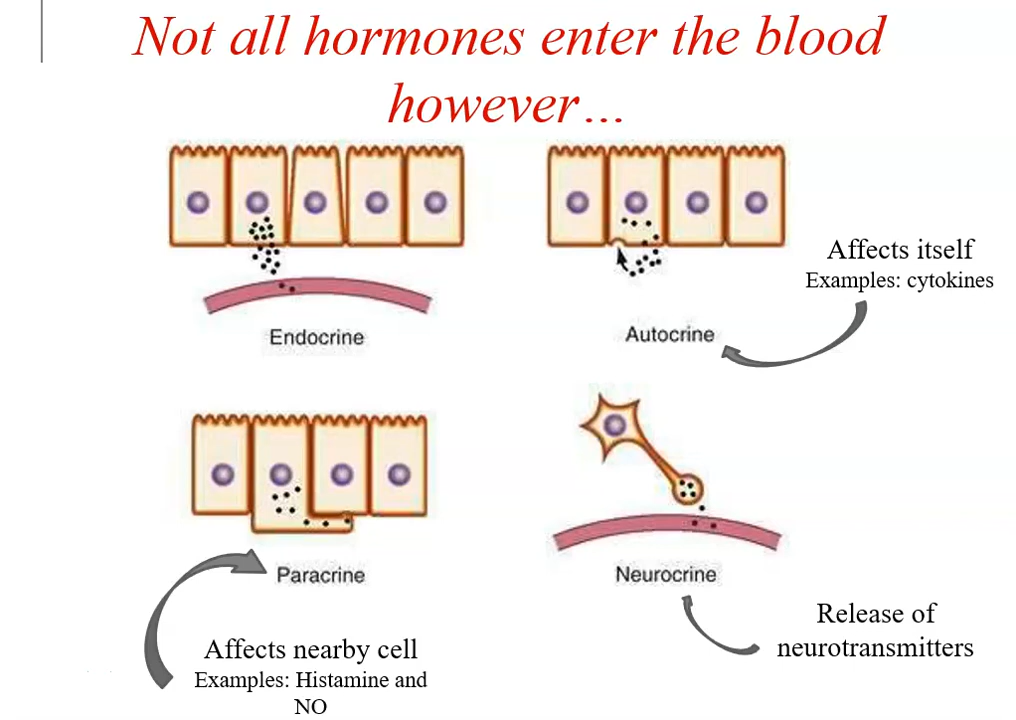 Not all hormones enter the blood
however…
Endocrine
Autocrine
Affects itself
Examples: cytokines
Paracrine
Affects nearby cell
Examples: Histamine and
NO
Neurocrine
Release of
neurotransmitters